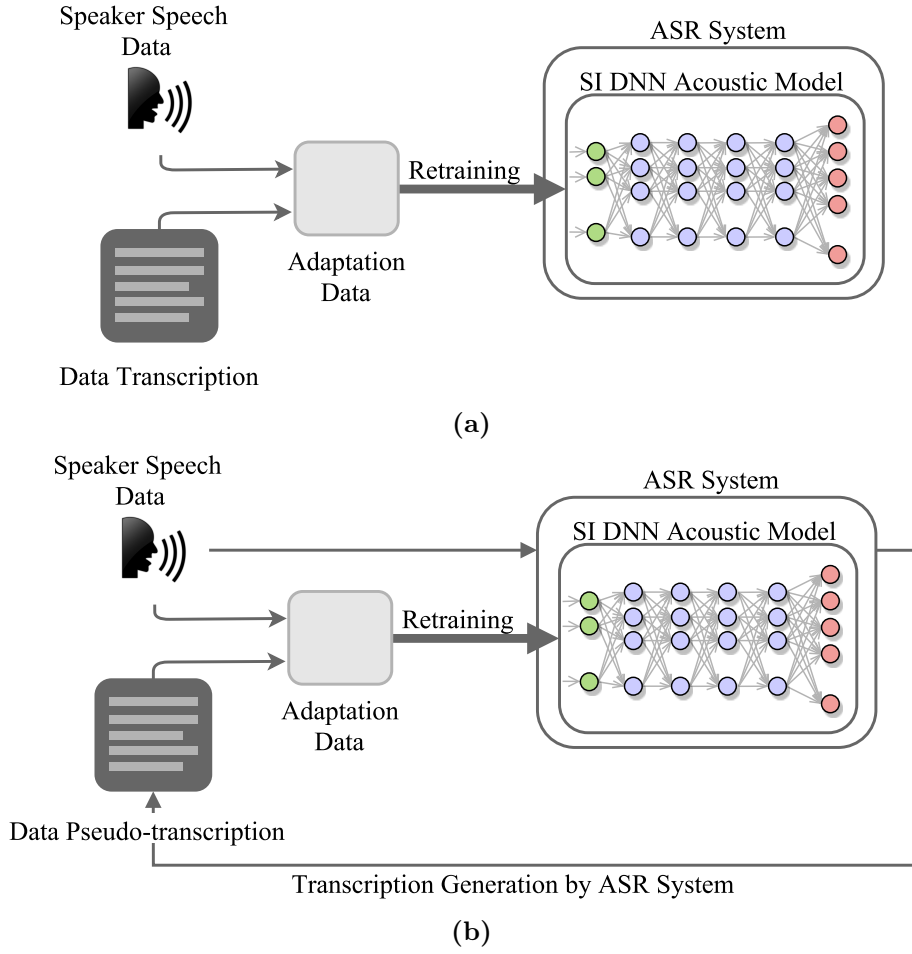 Speaker Speech
Data
ASR System
SI DNN Acoustic Model
Retraining
Adaptation
Data
Data Transcription
(a)
Speaker Speech
Data
ASR System
SI DNN Acoustic Model
Retraining
Adaptation
Data
Data Pseudo-transcription
Transcription Generation by ASR System
(b)